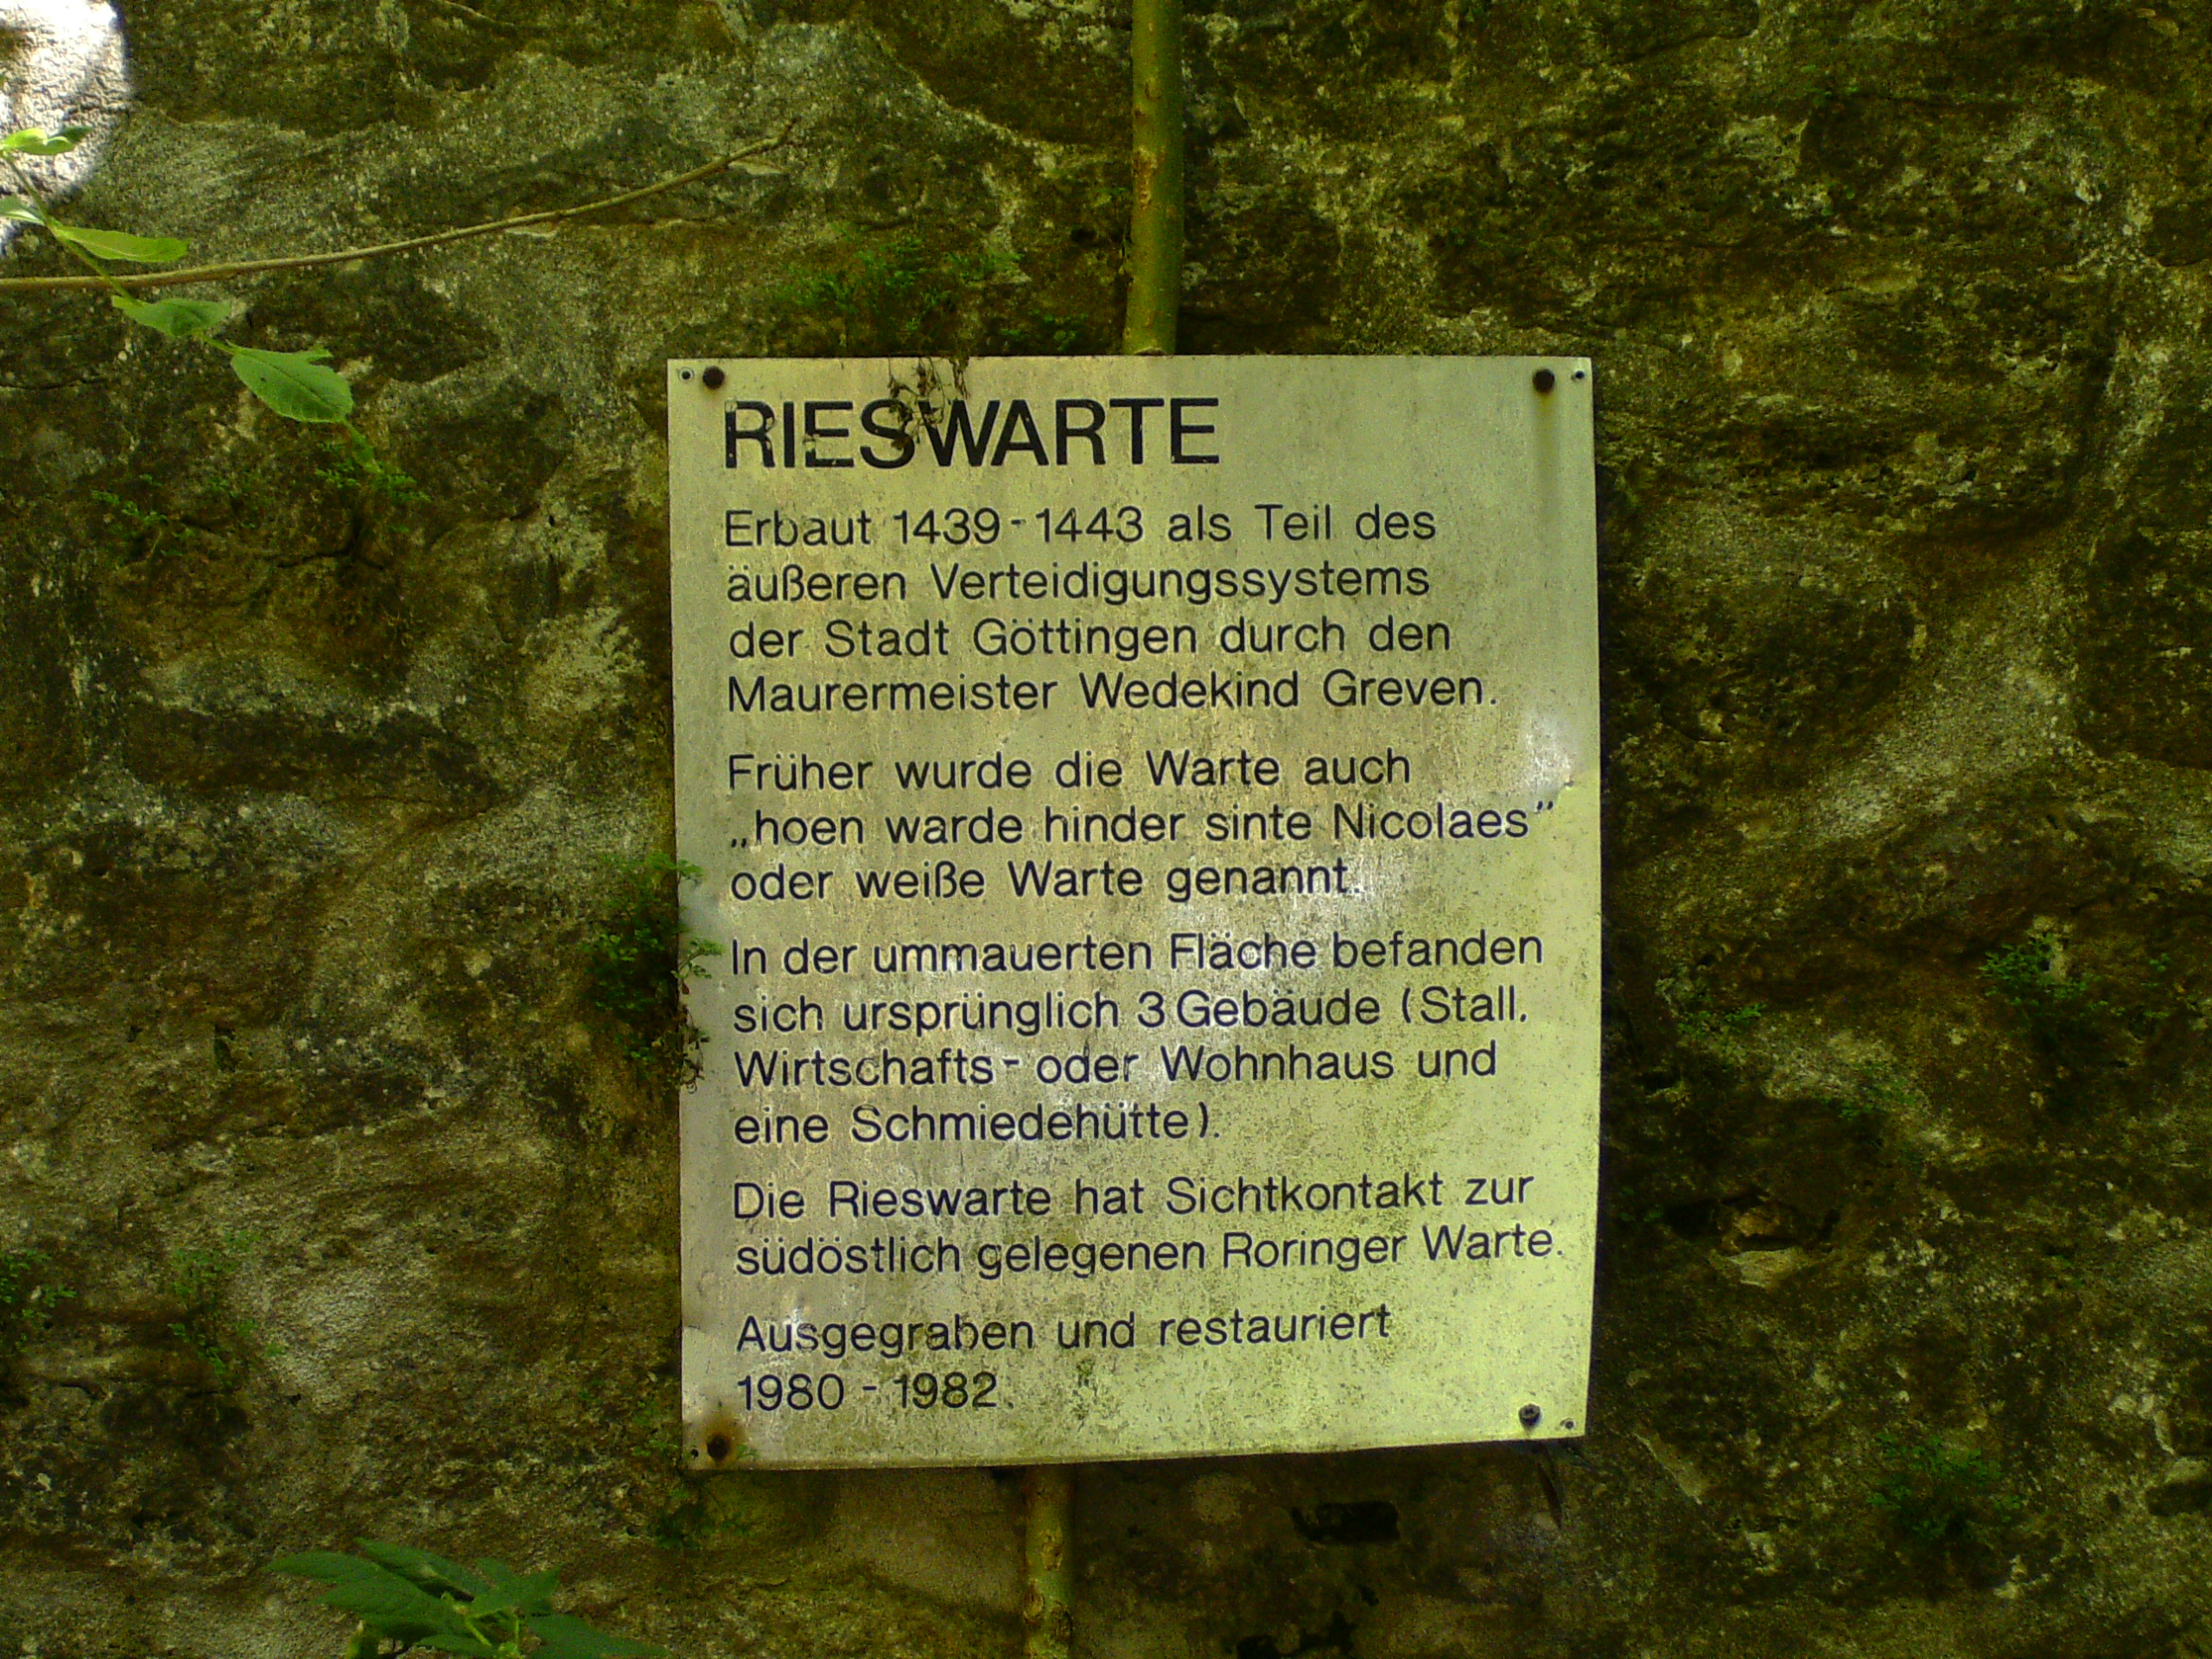 RIESWARTE
Erbaut 1439-1443 als Teil des
äußeren Verteidigungssystems
der Stadt Göttingen durch den
Maurermeister Wedekind Greven.
Früher wurde die Warte auch
„hoen warde hinder sinte Nicolaes“
oder weiße Warte genannt.
In der ummauerten Fläche befanden
sich ursprünglich 3 Gebäude (Stall,
Wirtschafts- oder Wohnhaus und
eine Schmiedehütte).
Die Rieswarte hat Sichtkontakt zur
südöstlich gelegenen Roringer Warte.
Ausgegraben und restauriert
1980 - 1982.